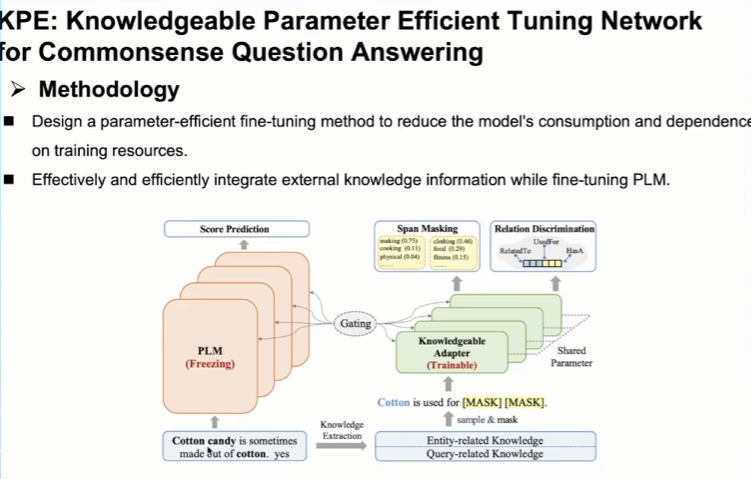 KPE: Knowledgeable Parameter Efficient Tuning Network
for Commonsense Question Answering
➢ Methodology
■ Design a parameter-efficient fine-tuning method to reduce the model's consumption and dependence
on training resources.
■ Effectively and efficiently integrate external knowledge information while fine-tuning PLM.
Score Prediction
Span Masking
making (0.75) clothing (0.46)
cooking (0.11) food (0.29)
physical (0.04) fitness (0.15)
Relation Discrimination
UsedFor
RelatedTo HasA
Gating
PLM
(Freezing)
Knowledgeable
Adapter
(Trainable)
Shared
Parameter
Cotton is used for [MASK] [MASK].
sample & mask
Knowledge
Extraction
Cotton candy is sometimes
made out of cotton. yes
Entity-related Knowledge
Query-related Knowledge